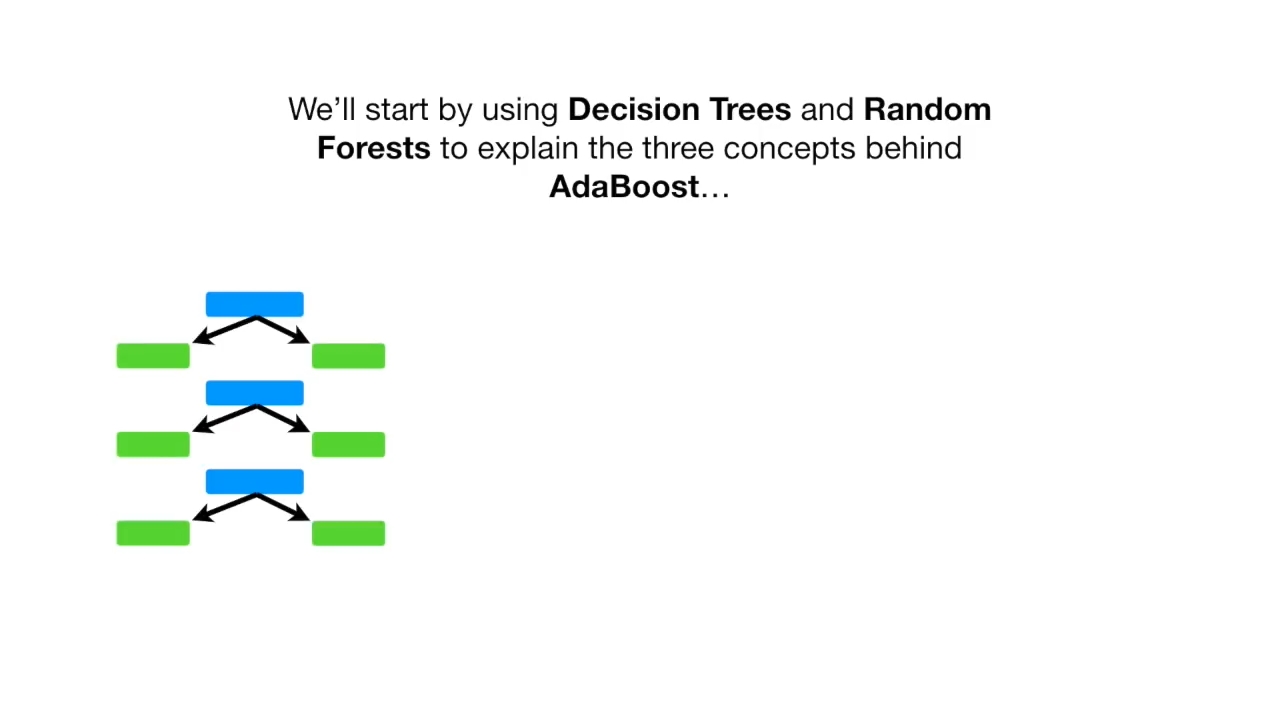 We’ll start by using Decision Trees and Random
Forests to explain the three concepts behind
AdaBoost…